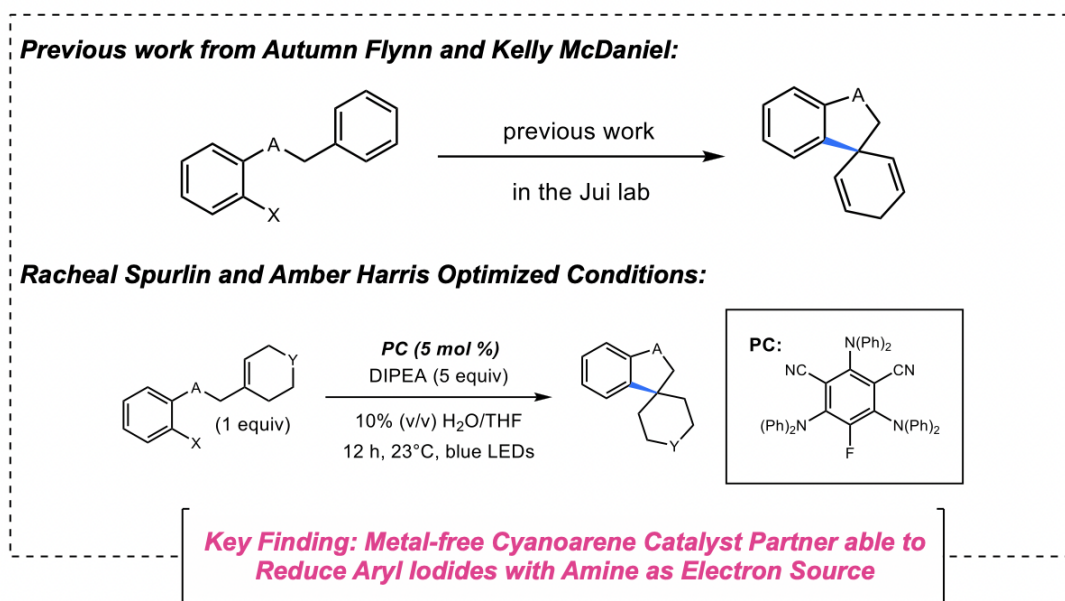 Previous work from Autumn Flynn and Kelly McDaniel:
A
X
previous work
in the Jui lab
A
Racheal Spurlin and Amber Harris Optimized Conditions:
A
X
Y
(1 equiv)
PC (5 mol %)
DIPEA (5 equiv)
10% (v/v) H₂O/THF
12 h, 23°C, blue LEDs
A
Y
PC:
N(Ph)₂
NC
CN
(Ph)₂N
N(Ph)₂
F
Key Finding: Metal-free Cyanoarene Catalyst Partner able to
Reduce Aryl Iodides with Amine as Electron Source